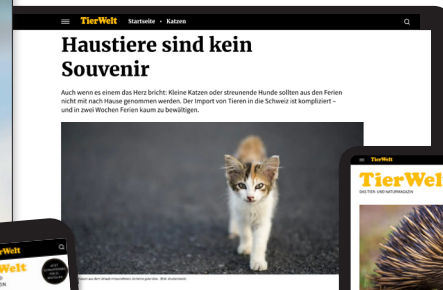 TierWelt Startseite • Katzen
Haustiere sind kein
Souvenir
Auch wenn es einem das Herz bricht: Kleine Katzen oder streunende Hunde sollten aus den Ferien
nicht mit nach Hause genommen werden. Der Import von Tieren in die Schweiz ist kompliziert –
und in zwei Wochen Ferien kaum zu bewältigen.
TierWelt
TierWel
DAS TIER- UND NATURMAGAZIN
rWelt
Welt